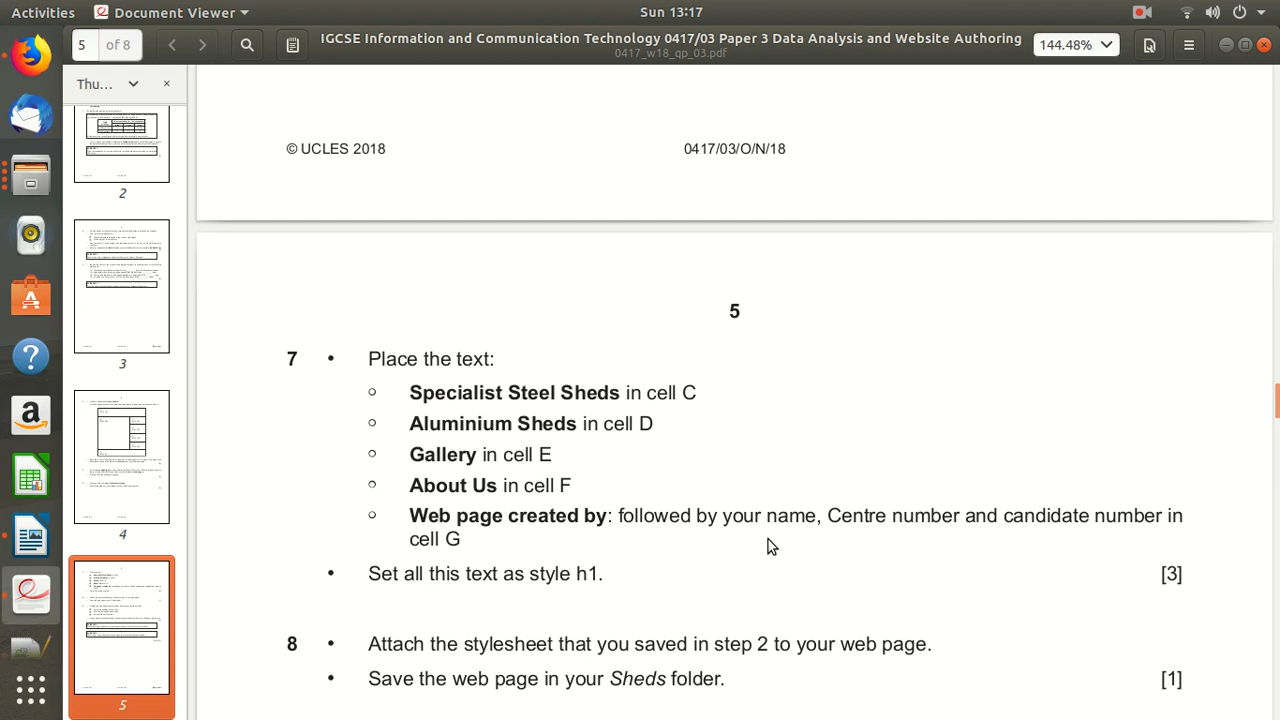 Activities
Document Viewer
Sun 13:17
5
of 8
IGCSE Information and Communication Technology 0417/03 Paper 3 Data Analysis and Website Authoring
0417_w18_qp_03.pdf
144.48%
Thu...
2
3
4
5
© UCLES 2018
0417/03/O/N/18
5
7 • Place the text:
○ Specialist Steel Sheds in cell C
○ Aluminium Sheds in cell D
○ Gallery in cell E
○ About Us in cell F
○ Web page created by: followed by your name, Centre number and candidate number in
cell G
• Set all this text as style h1. [3]
8 • Attach the stylesheet that you saved in step 2 to your web page.
• Save the web page in your Sheds folder. [1]